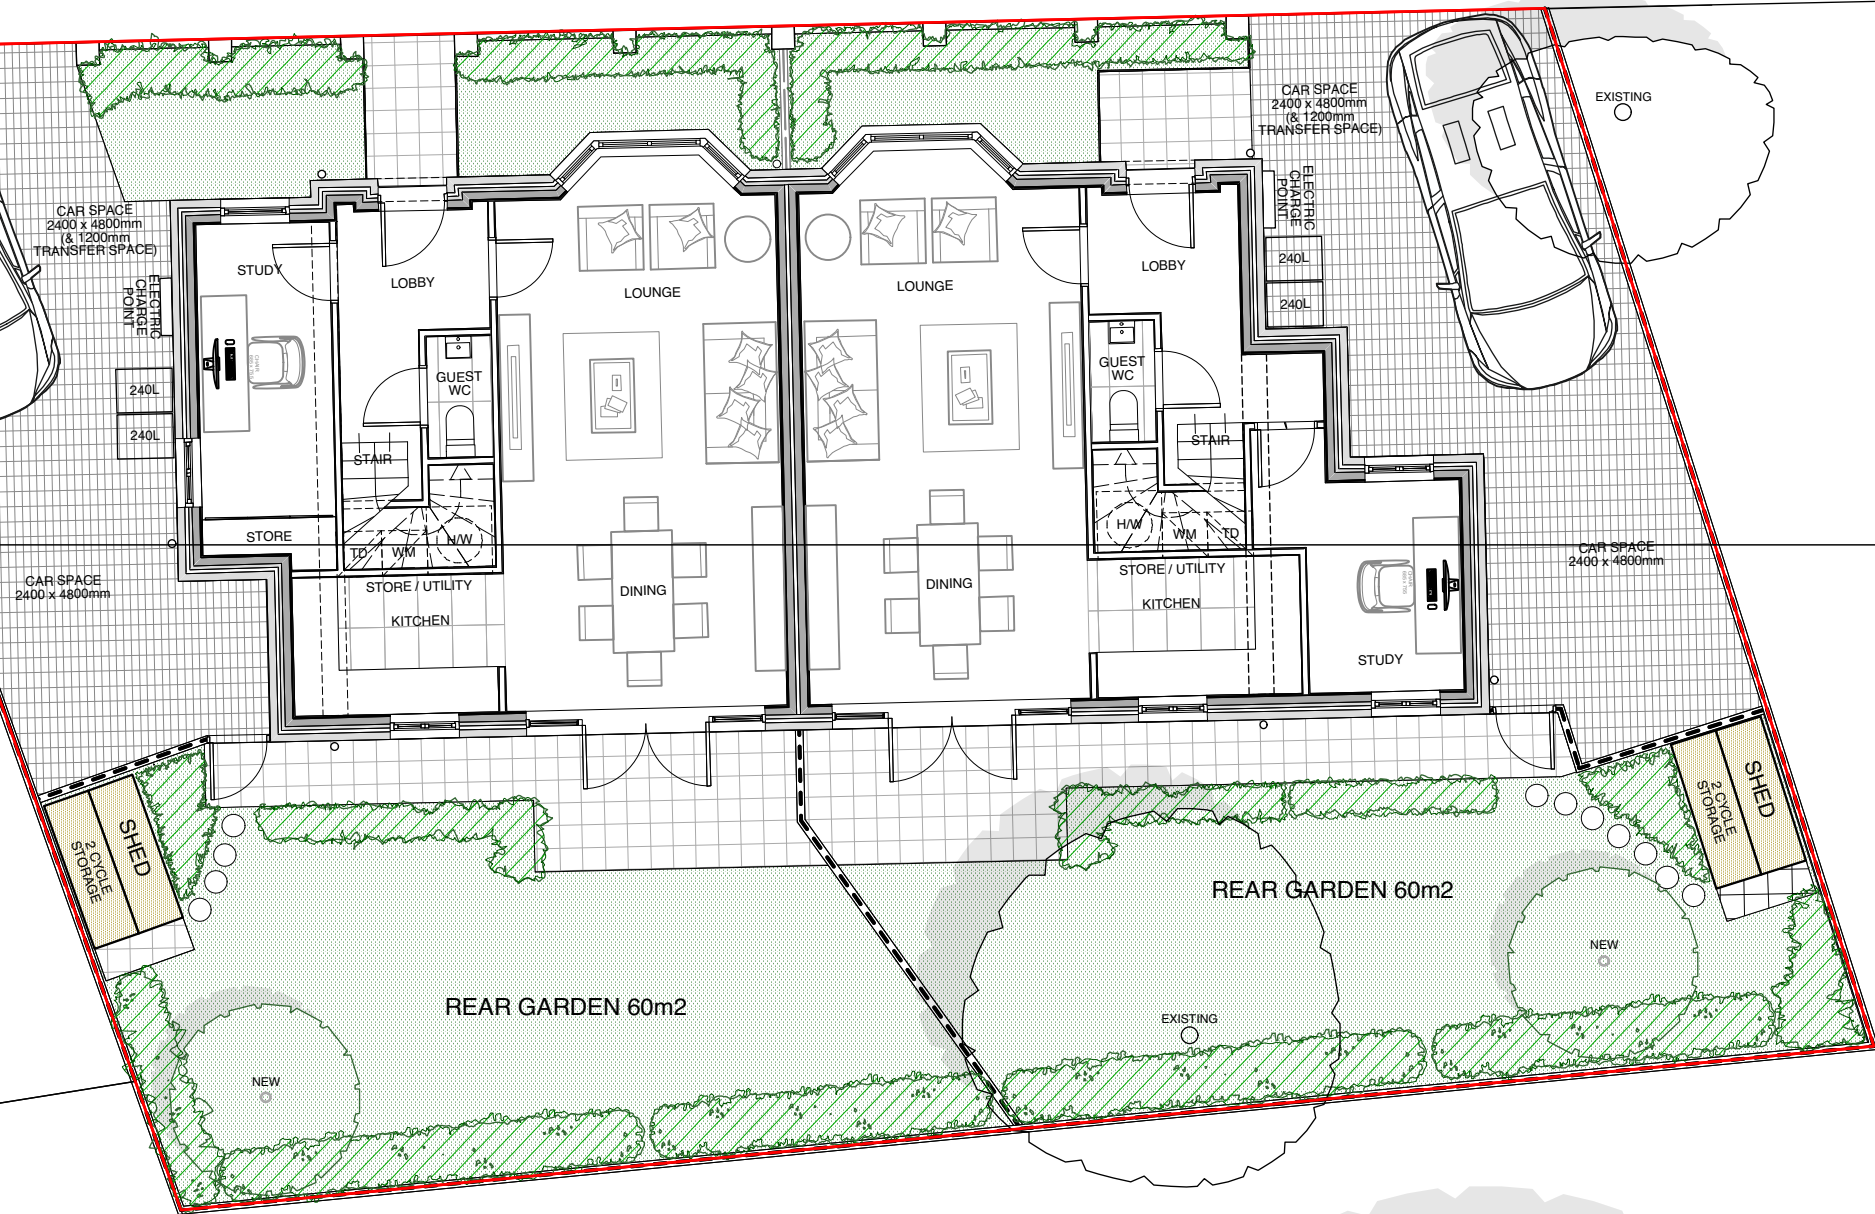 EXISTING
CAR SPACE
2400 x 4800mm
(& 1200mm
TRANSFER SPACE)
CAR SPACE
2400 x 4800mm
(& 1200mm
TRANSFER SPACE)
ELECTRIC
CHARGE
POINT
ELECTRIC
CHARGE
POINT
STUDY
LOBBY
LOUNGE
LOUNGE
LOBBY
240L
240L
240L
240L
GUEST
WC
GUEST
WC
STAIR
STAIR
STORE
TD
WM
H/W
H/W
WM
TD
CAR SPACE
2400 x 4800mm
CAR SPACE
2400 x 4800mm
STORE / UTILITY
KITCHEN
DINING
DINING
STORE / UTILITY
KITCHEN
STUDY
SHED
2 CYCLE
STORAGE
SHED
2 CYCLE
STORAGE
REAR GARDEN 60m2
REAR GARDEN 60m2
NEW
EXISTING
NEW